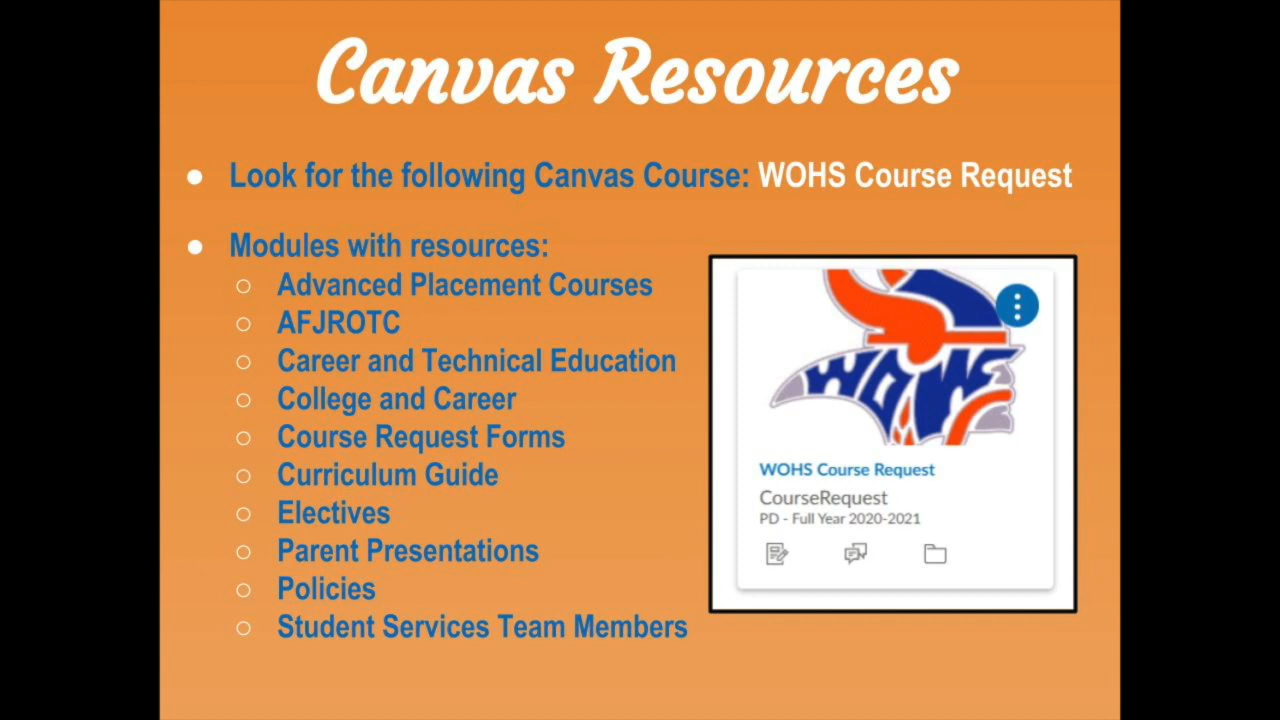 Canvas Resources
● Look for the following Canvas Course: WOHS Course Request
● Modules with resources:
○ Advanced Placement Courses
○ AFJROTC
○ Career and Technical Education
○ College and Career
○ Course Request Forms
○ Curriculum Guide
○ Electives
○ Parent Presentations
○ Policies
○ Student Services Team Members
WOW
WOHS Course Request
CourseRequest
PD - Full Year 2020-2021